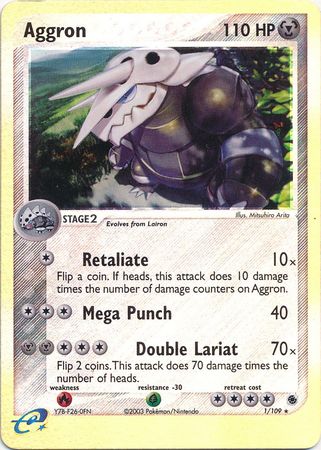 Aggron
110 HP
Illus. Mitsuhiro Arita
STAGE2
Evolves from Lairon
Retaliate 10×
Flip a coin. If heads, this attack does 10 damage
times the number of damage counters on Aggron.
Mega Punch 40
Double Lariat 70×
Flip 2 coins. This attack does 70 damage times the
number of heads.
weakness resistance -30 retreat cost
Y78-F26-0FN ©2003 Pokémon/Nintendo 1/109 ★
e